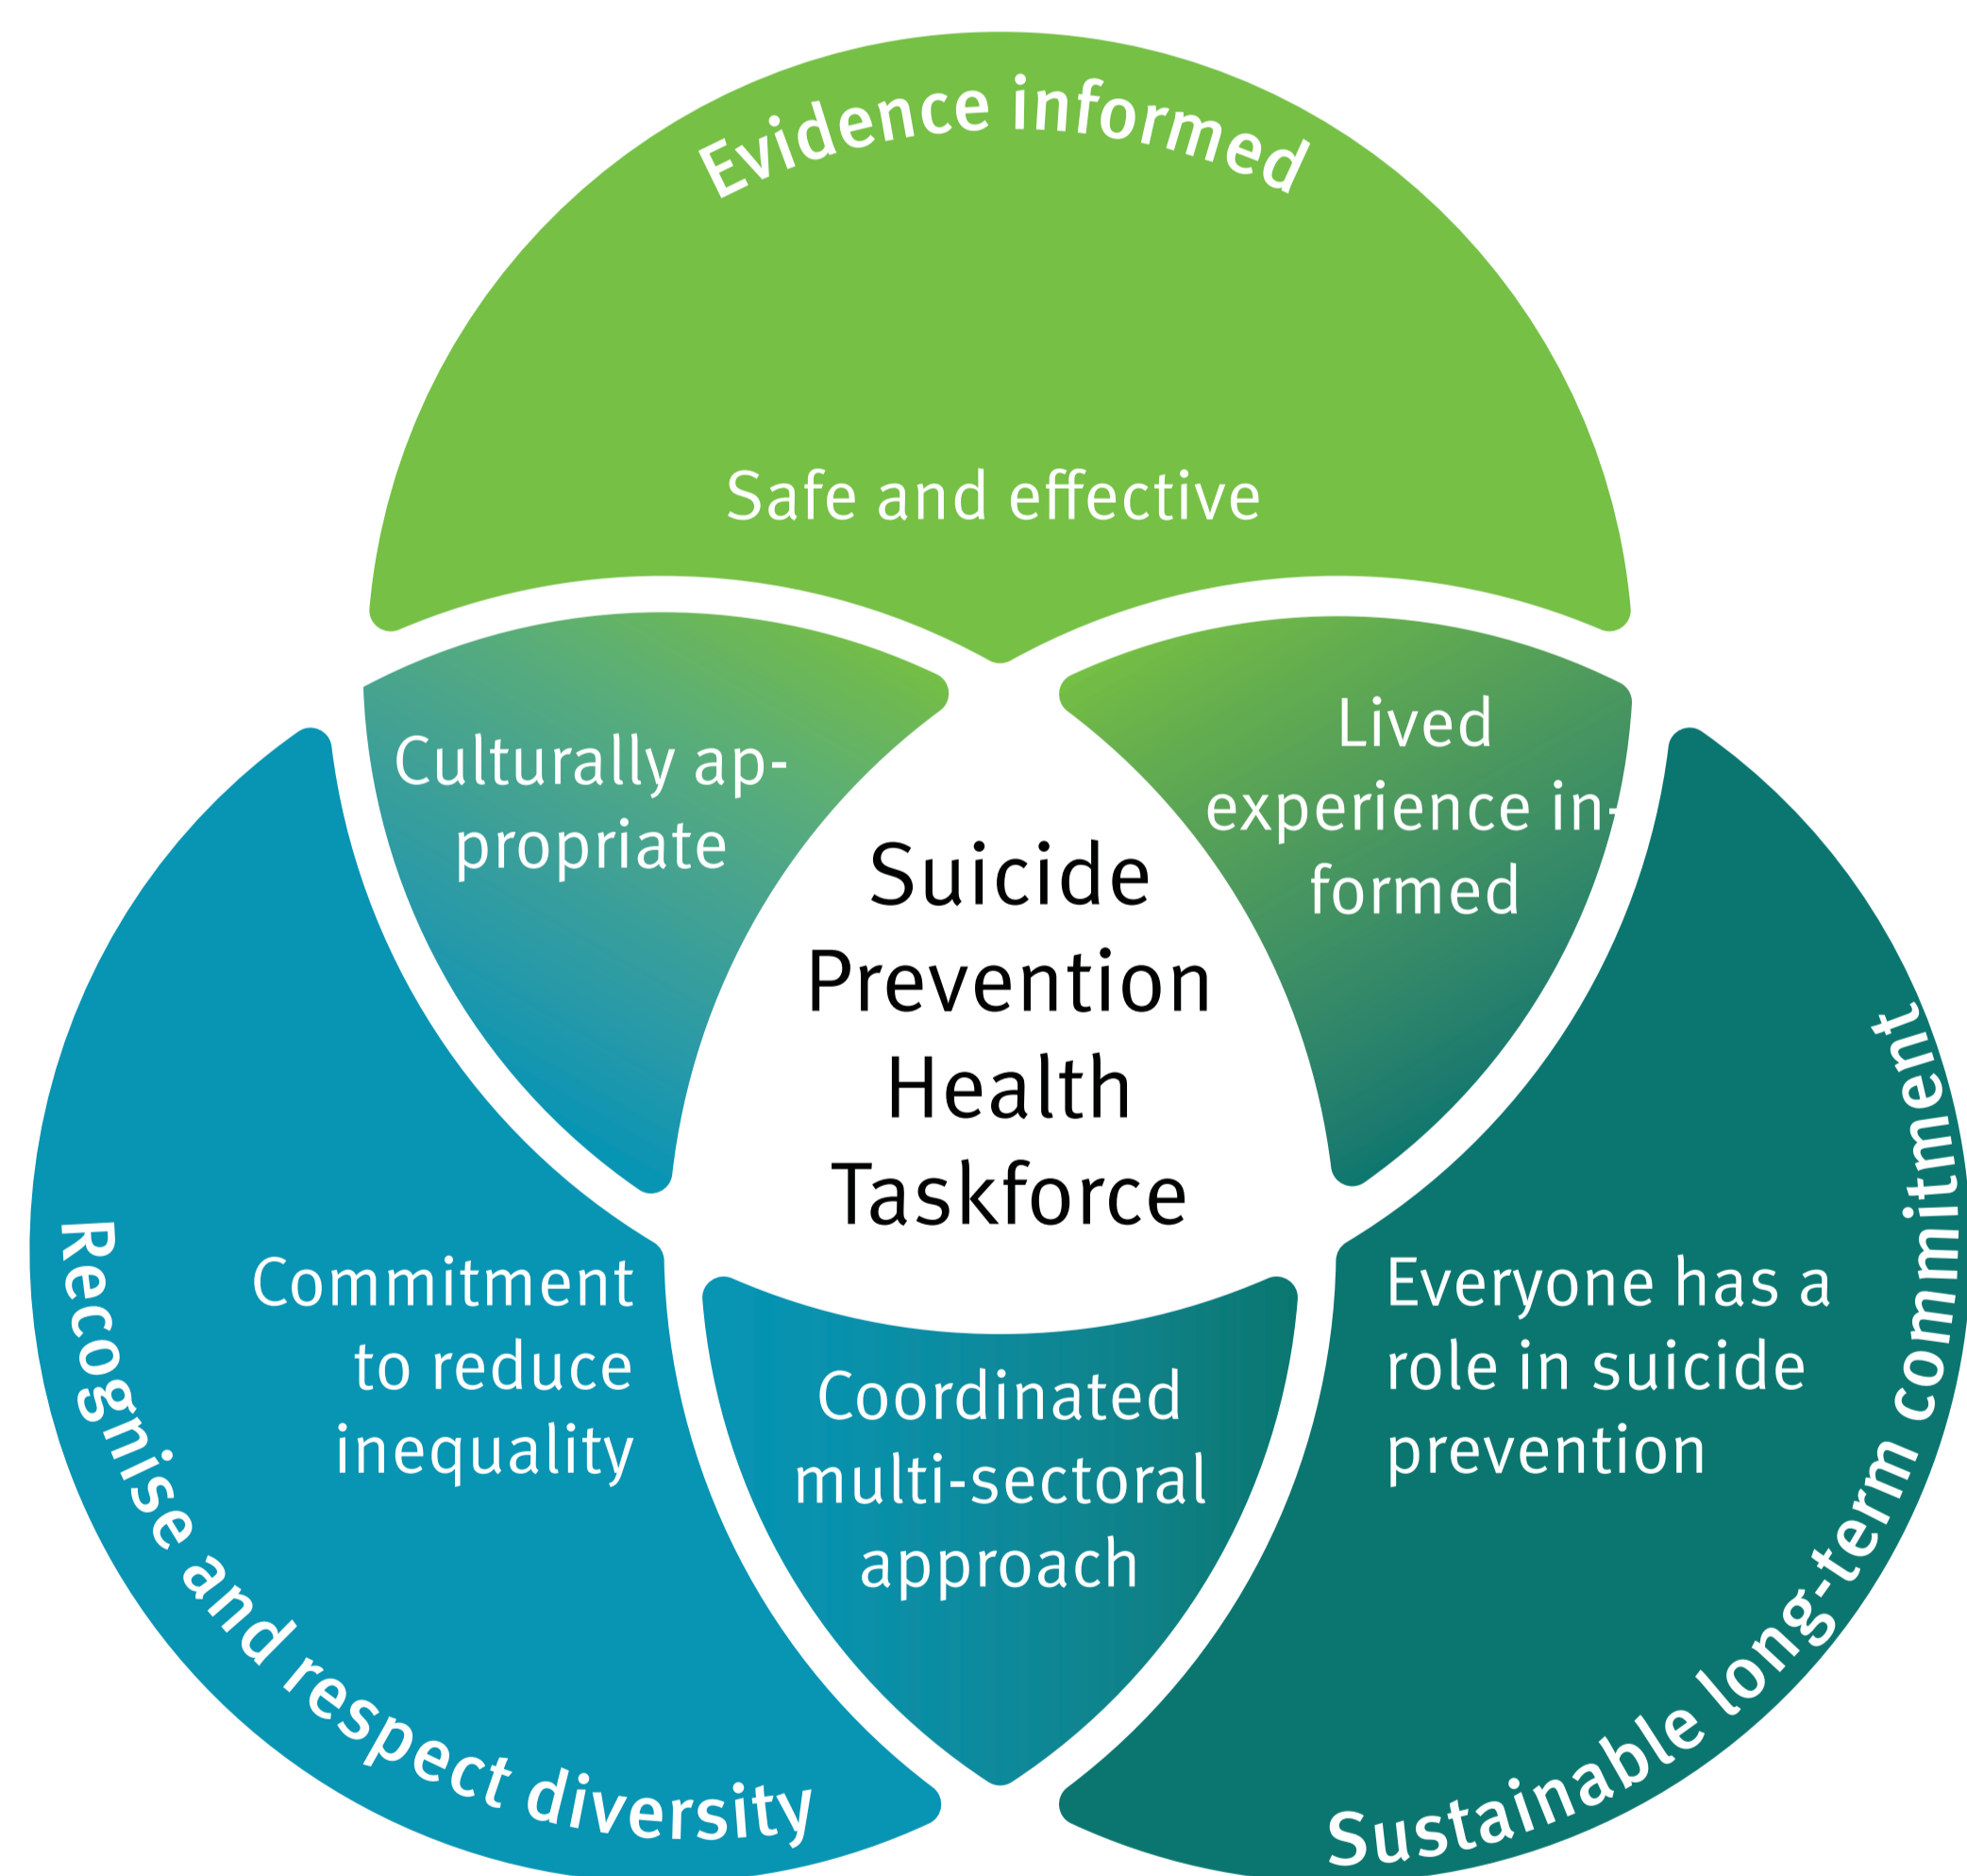 Evidence informed
Safe and effective
Culturally ap-
propriate
Lived
experience in-
formed
Suicide
Prevention
Health
Taskforce
Commitment
to reduce
inequality
Recognise and respect diversity
Coordinated
multi-sectoral
approach
Everyone has a
role in suicide
prevention
Sustainable long-term commitment